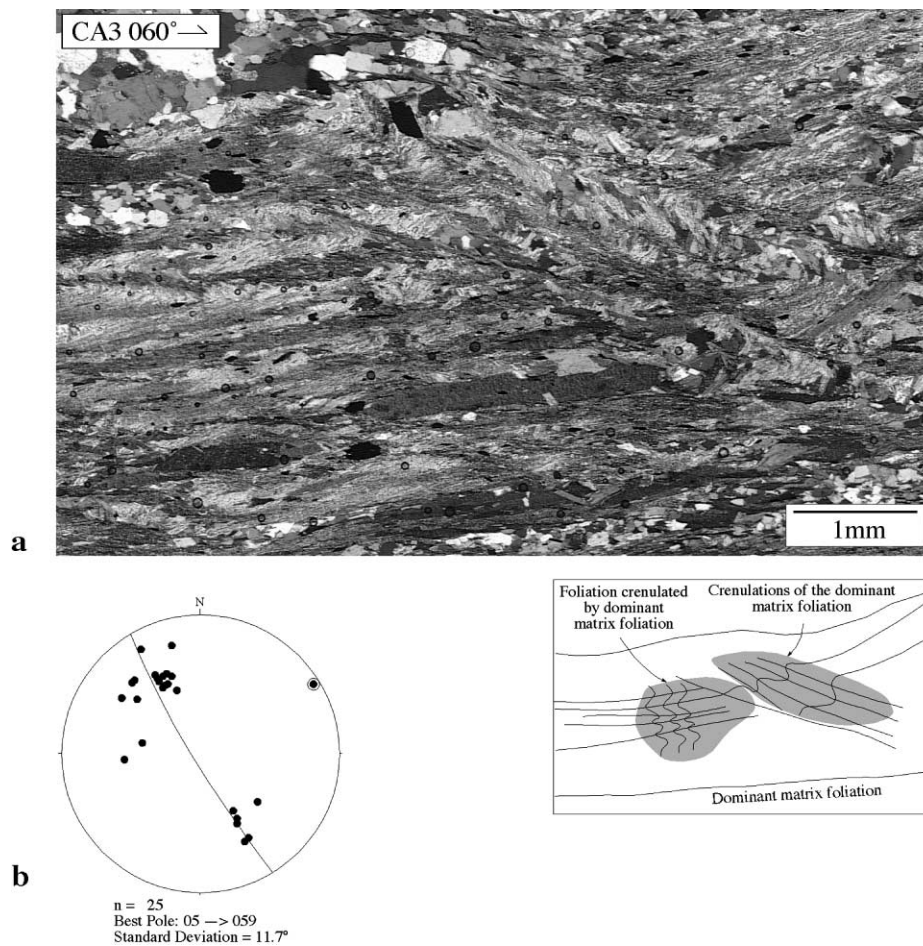 CA3 060°→
1mm
a
Foliation crenulated
by dominant
matrix foliation
Crenulations of the dominant
matrix foliation
Dominant matrix foliation
N
b
n = 25
Best Pole: 05 —> 059
Standard Deviation = 11.7°